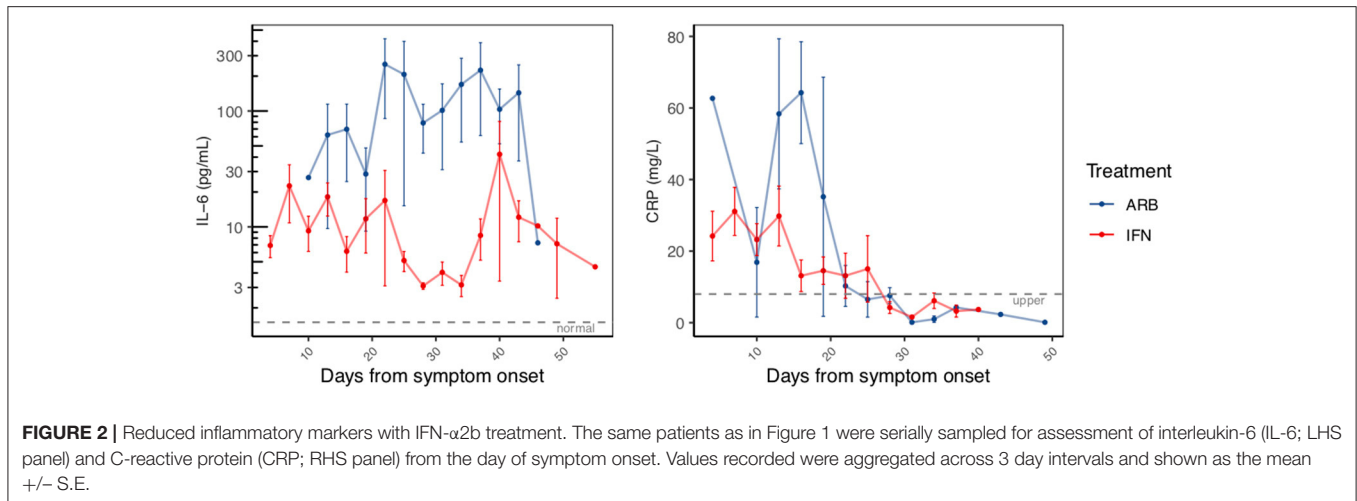 300
100
30
10
3
IL-6 (pg/mL)
normal
10
20
30
40
50
Days from symptom onset
80
60
40
20
0
CRP (mg/L)
upper
10
20
30
40
50
Days from symptom onset
Treatment
ARB
IFN
FIGURE 2 | Reduced inflammatory markers with IFN-α2b treatment. The same patients as in Figure 1 were serially sampled for assessment of interleukin-6 (IL-6; LHS
panel) and C-reactive protein (CRP; RHS panel) from the day of symptom onset. Values recorded were aggregated across 3 day intervals and shown as the mean
+/− S.E.